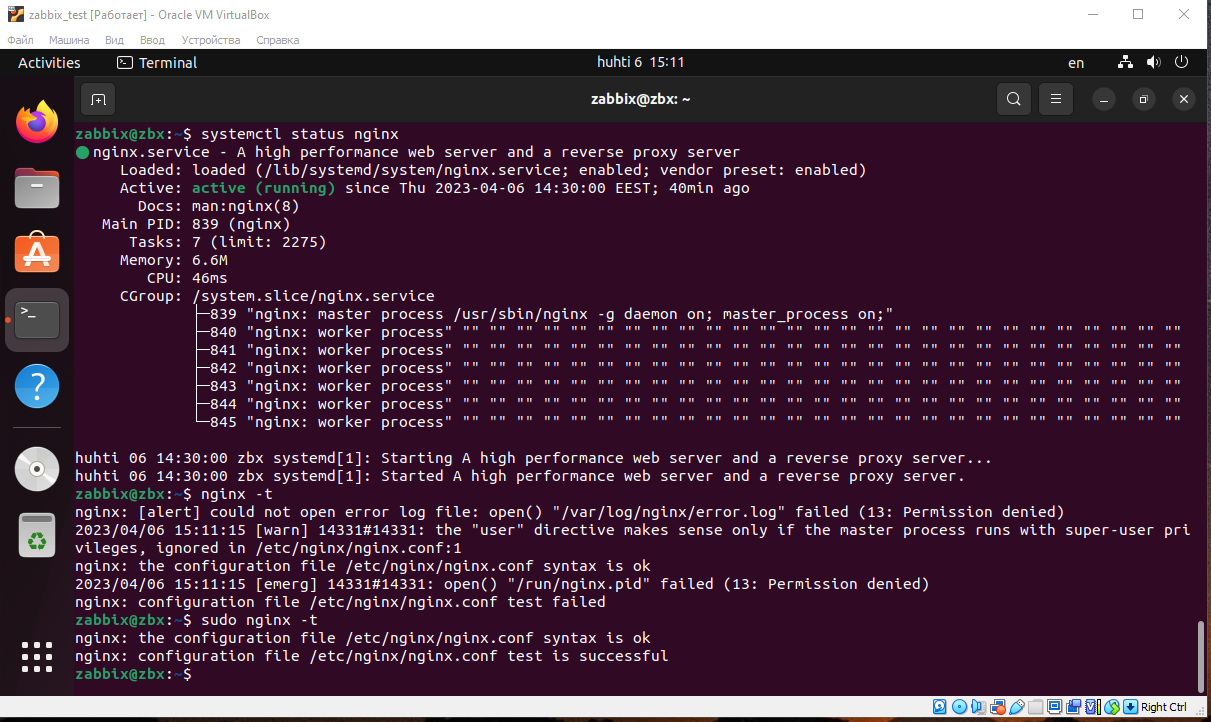 zabbix_test [Работает] - Oracle VM VirtualBox
Файл Машина Вид Ввод Устройства Справка
Activities Terminal huhti 6 15:11 en
zabbix@zbx: ~
zabbix@zbx:~$ systemctl status nginx
nginx.service - A high performance web server and a reverse proxy server
Loaded: loaded (/lib/systemd/system/nginx.service; enabled; vendor preset: enabled)
Active: active (running) since Thu 2023-04-06 14:30:00 EEST; 40min ago
Docs: man:nginx(8)
Main PID: 839 (nginx)
Tasks: 7 (limit: 2275)
Memory: 6.6M
CPU: 46ms
CGroup: /system.slice/nginx.service
├─839 "nginx: master process /usr/sbin/nginx -g daemon on; master_process on;"
├─840 "nginx: worker process" "" "" "" "" "" "" "" "" "" "" "" "" "" "" "" "" "" "" "" "" "" "" "" "" "" "" ""
├─841 "nginx: worker process" "" "" "" "" "" "" "" "" "" "" "" "" "" "" "" "" "" "" "" "" "" "" "" "" "" "" ""
├─842 "nginx: worker process" "" "" "" "" "" "" "" "" "" "" "" "" "" "" "" "" "" "" "" "" "" "" "" "" "" "" ""
├─843 "nginx: worker process" "" "" "" "" "" "" "" "" "" "" "" "" "" "" "" "" "" "" "" "" "" "" "" "" "" "" ""
├─844 "nginx: worker process" "" "" "" "" "" "" "" "" "" "" "" "" "" "" "" "" "" "" "" "" "" "" "" "" "" "" ""
└─845 "nginx: worker process" "" "" "" "" "" "" "" "" "" "" "" "" "" "" "" "" "" "" "" "" "" "" "" "" "" "" ""
huhti 06 14:30:00 zbx systemd[1]: Starting A high performance web server and a reverse proxy server...
huhti 06 14:30:00 zbx systemd[1]: Started A high performance web server and a reverse proxy server.
zabbix@zbx:~$ nginx -t
nginx: [alert] could not open error log file: open() "/var/log/nginx/error.log" failed (13: Permission denied)
2023/04/06 15:11:15 [warn] 14331#14331: the "user" directive makes sense only if the master process runs with super-user pri
vileges, ignored in /etc/nginx/nginx.conf:1
nginx: the configuration file /etc/nginx/nginx.conf syntax is ok
2023/04/06 15:11:15 [emerg] 14331#14331: open() "/run/nginx.pid" failed (13: Permission denied)
nginx: configuration file /etc/nginx/nginx.conf test failed
zabbix@zbx:~$ sudo nginx -t
nginx: the configuration file /etc/nginx/nginx.conf syntax is ok
nginx: configuration file /etc/nginx/nginx.conf test is successful
zabbix@zbx:~$
Right Ctrl